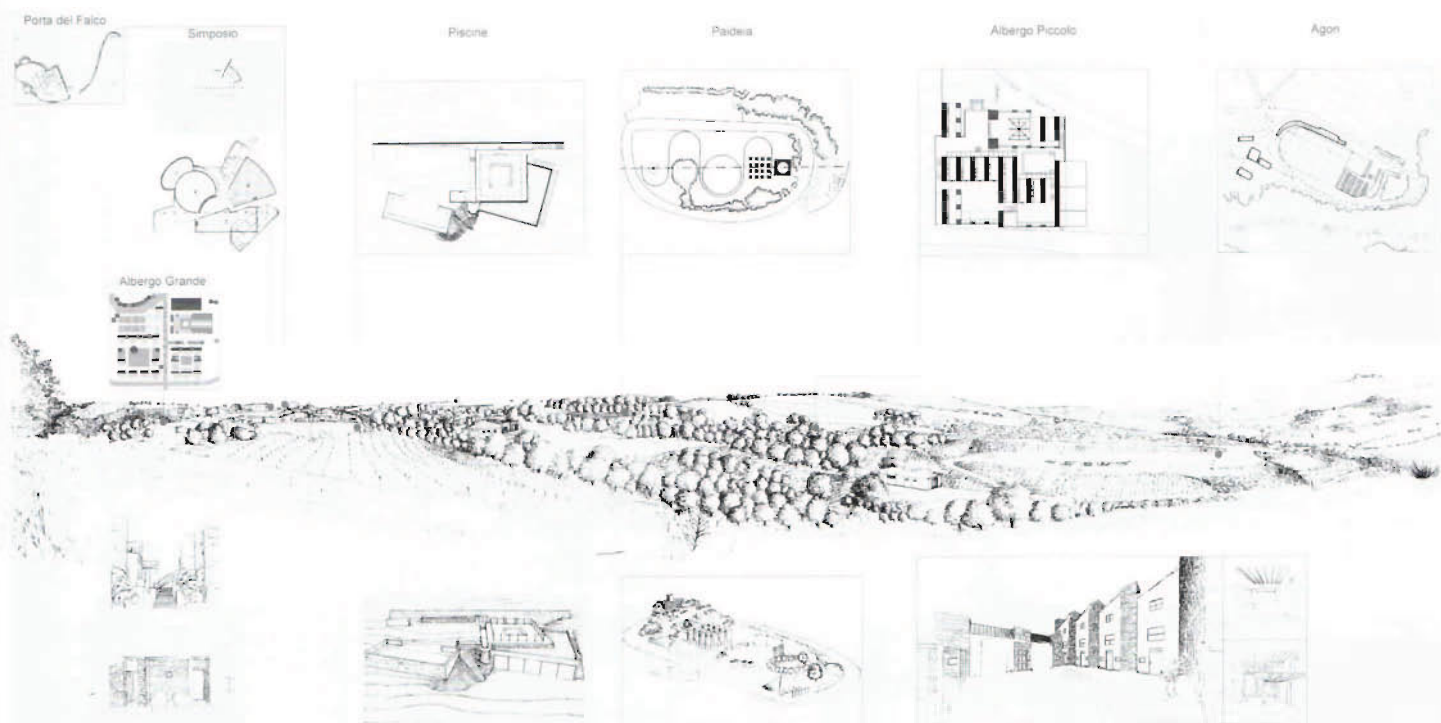 Porta del Falco
Simposio
Piscine
Paideia
Albergo Piccolo
Agon
Albergo Grande